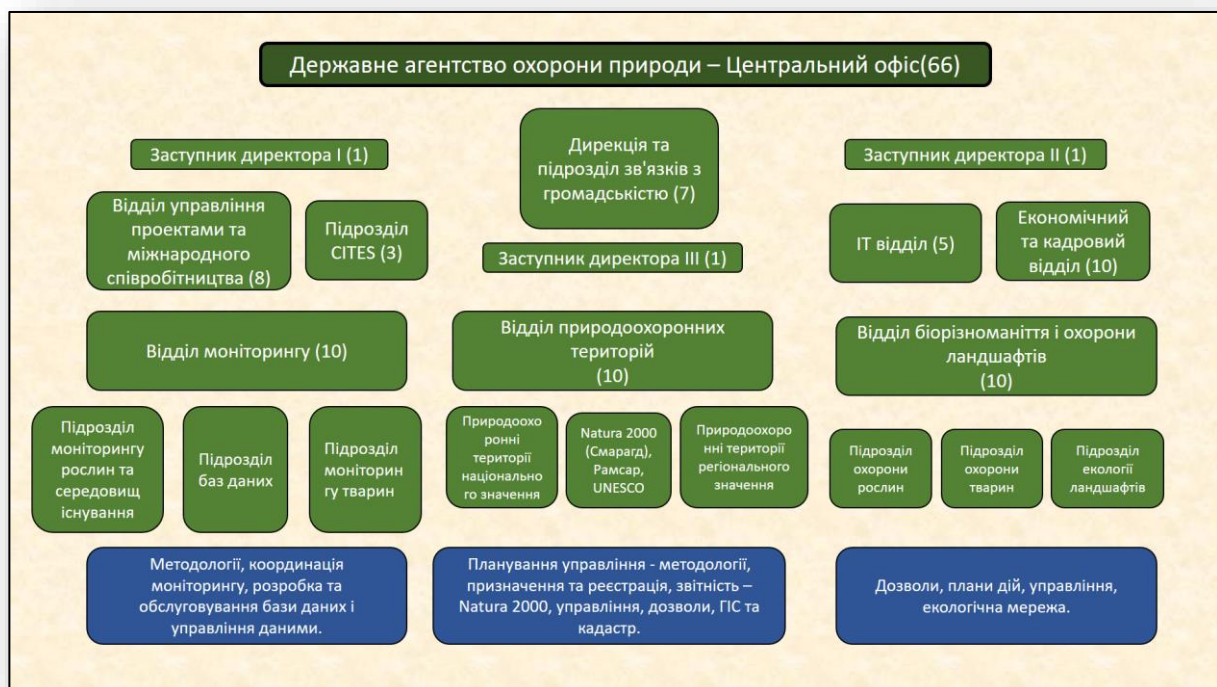 Державне агентство охорони природи – Центральний офіс(66)
Заступник директора I (1)
Дирекція та
підрозділ зв'язків з
громадськістю (7)
Заступник директора II (1)
Відділ управління
проектами та
міжнародного
співробітництва (8)
Підрозділ
CITES (3)
Заступник директора III (1)
ІТ відділ (5)
Економічний
та кадровий
відділ (10)
Відділ моніторингу (10)
Відділ природоохоронних
територій
(10)
Відділ біорізноманіття і охорони
ландшафтів
(10)
Підрозділ
моніторингу
рослин та
середовищ
існування
Підрозділ
баз даних
Підрозділ
моніторин
гу тварин
Природоохо
ронні
території
національно
го значення
Natura 2000
(Смарагд),
Рамсар,
UNESCO
Природоохоро
нні території
регіонального
значення
Підрозділ
охорони
рослин
Підрозділ
охорони
тварин
Підрозділ
екології
ландшафтів
Методології, координація
моніторингу, розробка та
обслуговування бази даних і
управління даними.
Планування управління - методології,
призначення та реєстрація, звітність –
Natura 2000, управління, дозволи, ГІС та
кадастр.
Дозволи, плани дій, управління,
екологічна мережа.